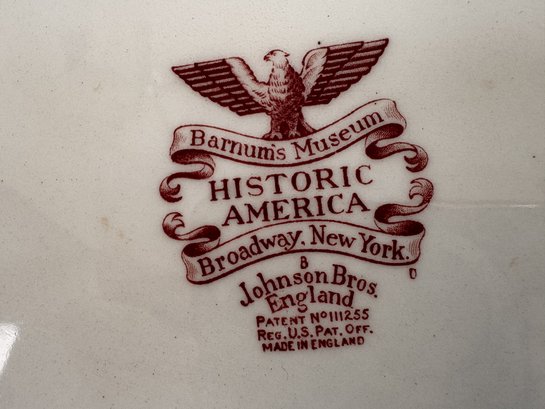 Barnum's Museum
HISTORIC
AMERICA
Broadway, New York.
B
Johnson Bros.
England
PATENT No 111255
REG. U.S. PAT. OFF.
MADE IN ENGLAND